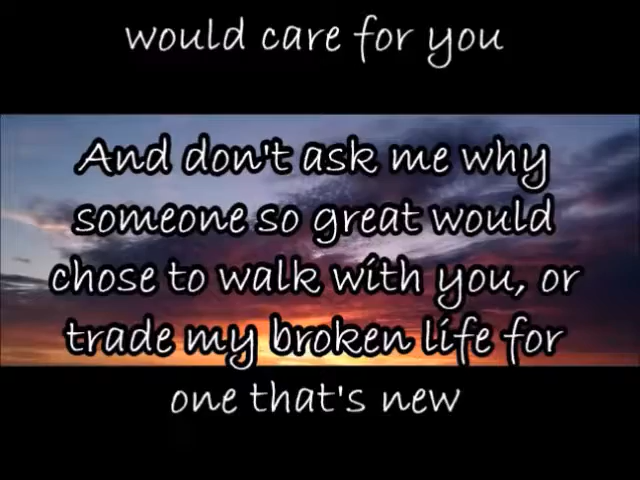 would care for you
And don't ask me why
someone so great would
chose to walk with you, or
trade my broken life for
one that's new